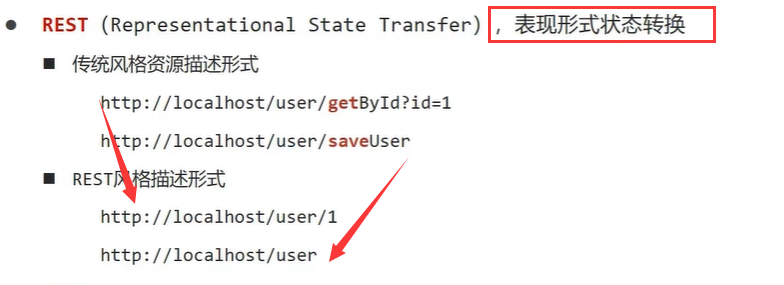 ● REST（Representational State Transfer），表现形式状态转换
■ 传统风格资源描述形式
http://localhost/user/getById?id=1
http://localhost/user/saveUser
■ REST风格描述形式
http://localhost/user/1
http://localhost/user